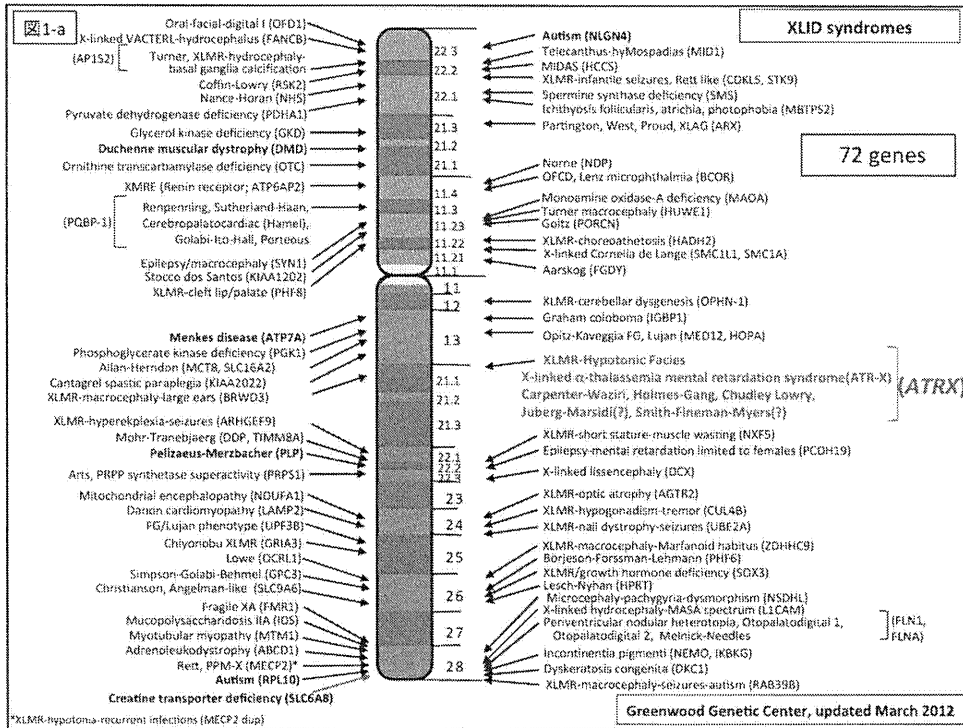 図1-a
XLID syndromes
72 genes
Oral-facial-digital I (OFD1)
X-linked VACTERL-hydrocephalus (FANCB)
(AP1S2)
Turner, XLMR-hydrocephaly-
basal ganglia calcification
Coffin-Lowry (RSK2)
Nance-Horan (NHS)
Pyruvate dehydrogenase deficiency (PDHA1)
Glycerol kinase deficiency (GKD)
Duchenne muscular dystrophy (DMD)
Ornithine transcarbamylase deficiency (OTC)
XMRE (Renin receptor; ATP6AP2)
(PQBP-1)
Renpenning, Sutherland-Haan,
Cerebropalatocardiac (Hamel),
Golabi-Ito-Hall, Porteous
Epilepsy/macrocephaly (SYN1)
Stocco dos Santos (KIAA1202)
XLMR-cleft lip/palate (PHF8)
Menkes disease (ATP7A)
Phosphoglycerate kinase deficiency (PGK1)
Allan-Herndon (MCT8, SLC16A2)
Cantagrel spastic paraplegia (KIAA2022)
XLMR-macrocephaly-large ears (BRWD3)
XLMR-hyperekplexia-seizures (ARHGEF9)
Mohr-Tranebjaerg (DDP, TIMM8A)
Pelizaeus-Merzbacher (PLP)
Arts, PRPP synthetase superactivity (PRPS1)
Mitochondrial encephalopathy (NDUFA1)
Danon cardiomyopathy (LAMP2)
FG/Lujan phenotype (UPF3B)
Chiyonobu XLMR (GRIA3)
Lowe (OCRL1)
Simpson-Golabi-Behmel (GPC3)
Christianson, Angelman-like (SLC9A6)
Fragile XA (FMR1)
Mucopolysaccharidosis IIA (IDS)
Myotubular myopathy (MTM1)
Adrenoleukodystrophy (ABCD1)
Rett, PPM-X (MECP2)*
Autism (RPL10)
Creatine transporter deficiency (SLC6A8)
*XLMR-hypotonia-recurrent infections (MECP2 dup)
22.3
22.2
22.1
21.3
21.2
21.1
11.4
11.3
11.23
11.22
11.21
11.1
11
12
13
21.1
21.2
21.3
22.1
22.2
22.3
23
24
25
26
27
28
Autism (NLGN4)
Telecanthus-hyMospadias (MID1)
MIDAS (HCCS)
XLMR-infantile seizures, Rett like (CDKL5, STK9)
Spermine synthase deficiency (SMS)
Ichthyosis follicularis, atrichia, photophobia (MBTPS2)
Partington, West, Proud, XLAG (ARX)
Norrie (NDP)
OFCD, Lenz microphthalmia (BCOR)
Monoamine oxidase-A deficiency (MAOA)
Turner macrocephaly (HUWE1)
Goltz (PORCN)
XLMR-choreoathetosis (HADH2)
X-linked Cornelia de Lange (SMC1L1, SMC1A)
Aarskog (FGDY)
XLMR-cerebellar dysgenesis (OPHN-1)
Graham coloboma (IGBP1)
Opitz-Kaveggia FG, Lujan (MED12, HOPA)
XLMR-Hypotonic Facies
X-linked α-thalassemia mental retardation syndrome(ATR-X)
Carpenter-Waziri, Holmes-Gang, Chudley Lowry,
Juberg-Marsidi(?), Smith-Fineman-Myers(?)
(ATRX)
XLMR-short stature-muscle wasting (NXF5)
Epilepsy-mental retardation limited to females (PCDH19)
X-linked lissencephaly (DCX)
XLMR-optic atrophy (AGTR2)
XLMR-hypogonadism-tremor (CUL4B)
XLMR-nail dystrophy-seizures (UBE2A)
XLMR-macrocephaly-Marfanoid habitus (ZDHHC9)
Borjeson-Forssman-Lehmann (PHF6)
XLMR/growth hormone deficiency (SOX3)
Lesch-Nyhan (HPRT)
Microcephaly-pachygyria-dysmorphism (NSDHL)
X-linked hydrocephaly-MASA spectrum (L1CAM)
Periventricular nodular heterotopia, Otopalatodigital 1,
Otopalatodigital 2, Melnick-Needles
(FLN1,
FLNA)
Incontinentia pigmenti (NEMO, IKBKG)
Dyskeratosis congenita (DKC1)
XLMR-macrocephaly-seizures-autism (RAB39B)
Greenwood Genetic Center, updated March 2012